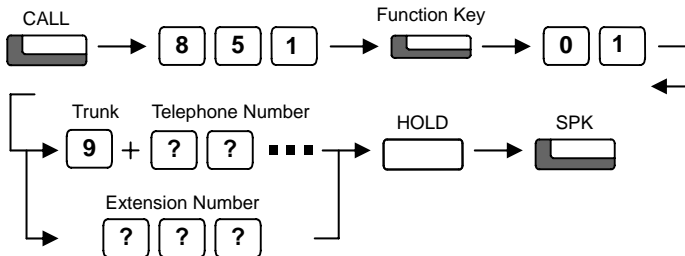 CALL
Function Key
8 5 1
0 1
Trunk
Telephone Number
HOLD
SPK
9 + ? ?
Extension Number
? ? ?